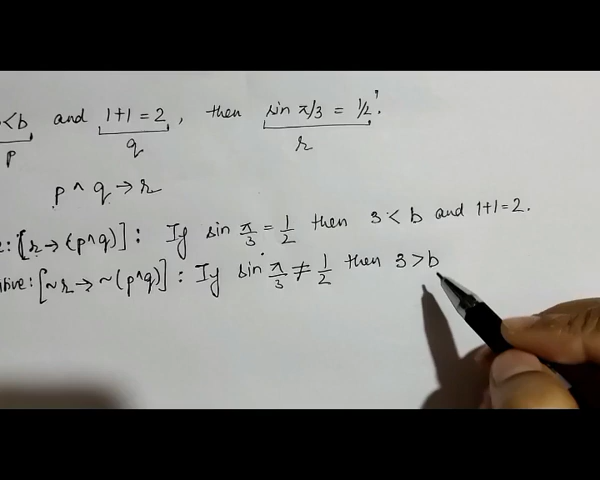 <b and 1+1=2, then sin π/3 = 1/2".
p q r
p ∧ q → r
: [r → (p∧q)] : If sin π/3 = 1/2 then 3 < b and 1+1=2.
: [~r → ~(p∧q)] : If sin π/3 ≠ 1/2 then 3 > b